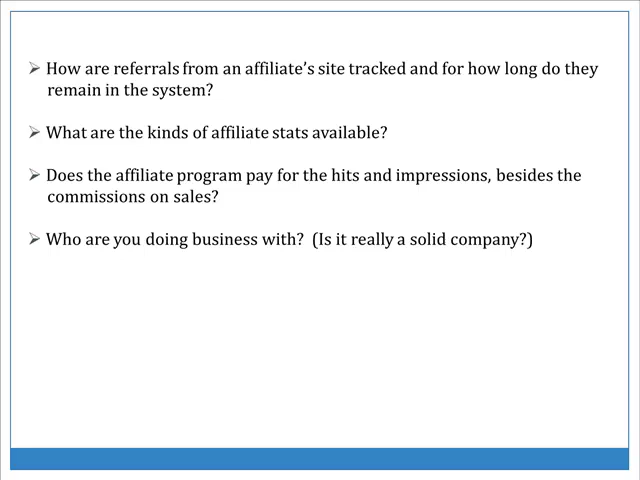 ➢ How are referrals from an affiliate's site tracked and for how long do they
remain in the system?
➢ What are the kinds of affiliate stats available?
➢ Does the affiliate program pay for the hits and impressions, besides the
commissions on sales?
➢ Who are you doing business with?  (Is it really a solid company?)